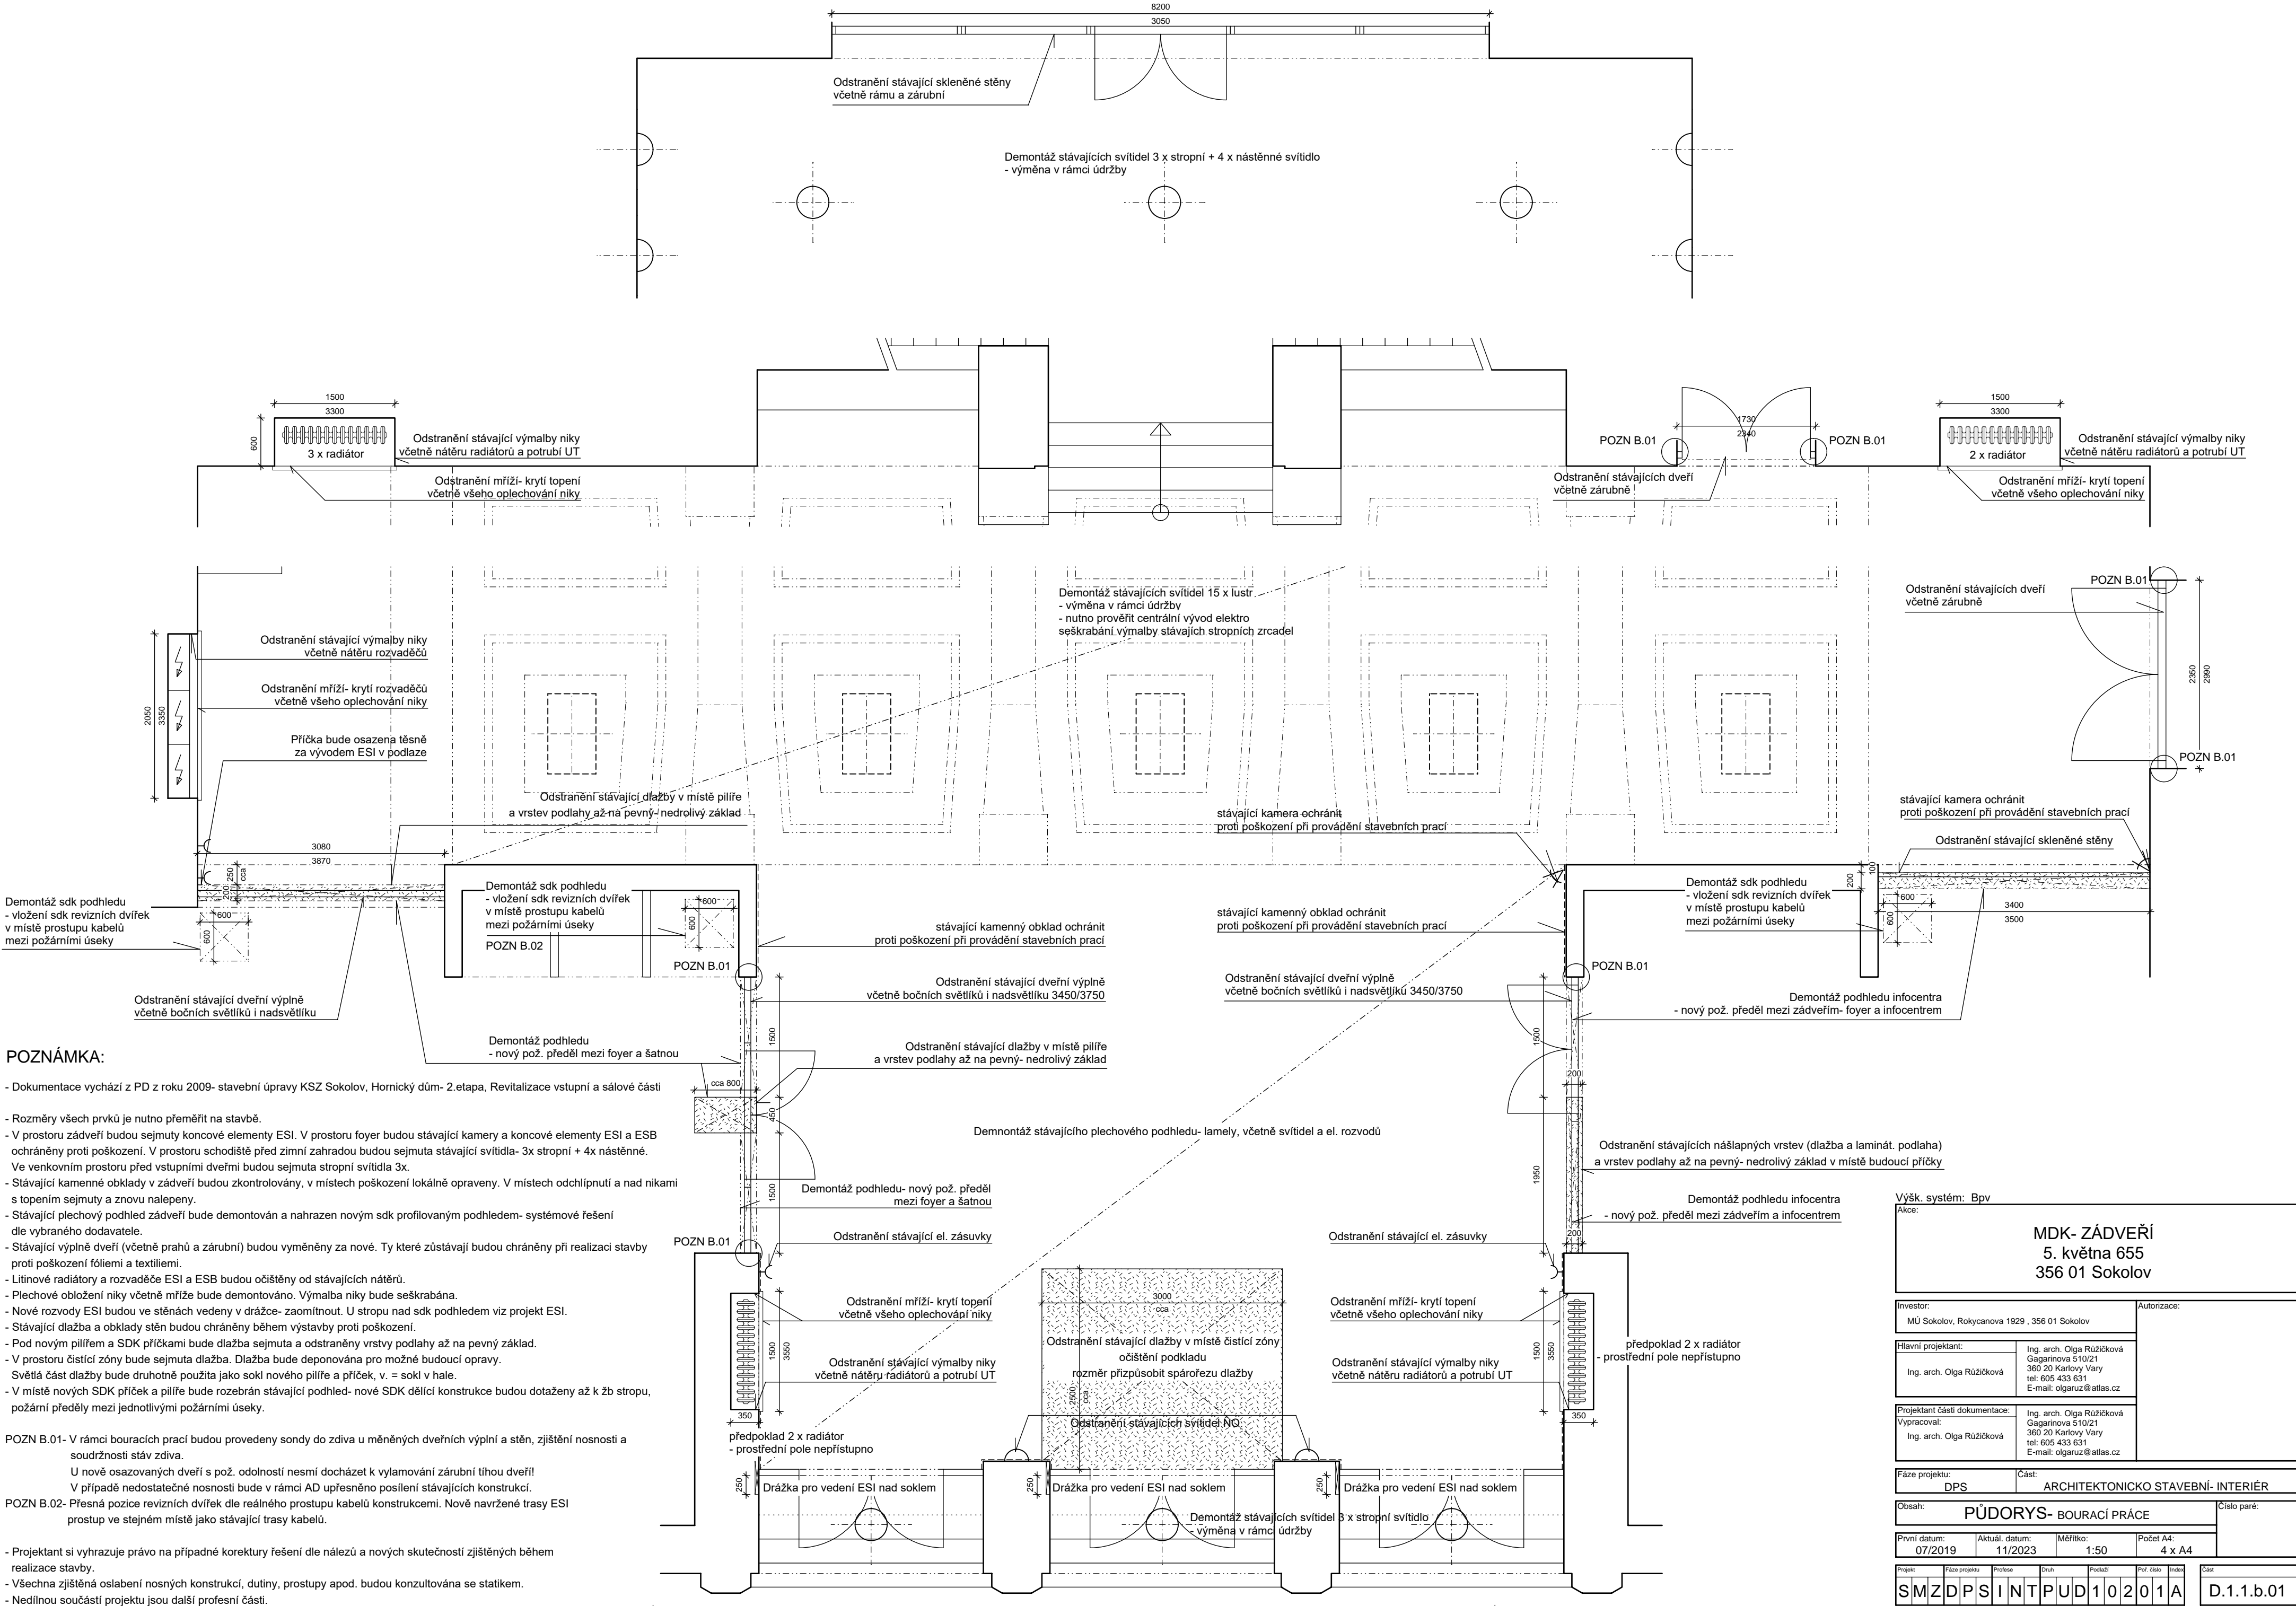 8200
3050
Odstranění stávající skleněné stěny
včetně rámu a zárubní
Demontáž stávajících svítidel 3 x stropní + 4 x nástěnné svítidlo
- výměna v rámci údržby
1500
3300
600
3 x radiátor
Odstranění stávající výmalby niky
včetně nátěru radiátorů a potrubí UT
Odstranění mříží- krytí topení
včetně všeho oplechování niky
1730
2340
POZN B.01
POZN B.01
Odstranění stávajících dveří
včetně zárubně
1500
3300
2 x radiátor
Odstranění stávající výmalby niky
včetně nátěru radiátorů a potrubí UT
Odstranění mříží- krytí topení
včetně všeho oplechování niky
Demontáž stávajících svítidel 15 x lustr
- výměna v rámci údržby
- nutno prověřit centrální vývod elektro
seškrabání výmalby stávajích stropních zrcadel
POZN B.01
Odstranění stávajících dveří
včetně zárubně
2350
2990
POZN B.01
Odstranění stávající výmalby niky
včetně nátěru rozvaděčů
Odstranění mříží- krytí rozvaděčů
včetně všeho oplechování niky
2050
3350
Příčka bude osazena těsně
za vývodem ESI v podlaze
Odstranění stávající dlažby v místě pilíře
a vrstev podlahy až na pevný- nedrolivý základ
stávající kamera ochránit
proti poškození při provádění stavebních prací
stávající kamera ochránit
proti poškození při provádění stavebních prací
Odstranění stávající skleněné stěny
3080
3870
250
cca
200
Demontáž sdk podhledu
- vložení sdk revizních dvířek
v místě prostupu kabelů
mezi požárními úseky
600
600
Demontáž sdk podhledu
- vložení sdk revizních dvířek
v místě prostupu kabelů
mezi požárními úseky
POZN B.02
600
600
POZN B.01
stávající kamenný obklad ochránit
proti poškození při provádění stavebních prací
stávající kamenný obklad ochránit
proti poškození při provádění stavebních prací
Demontáž sdk podhledu
- vložení sdk revizních dvířek
v místě prostupu kabelů
mezi požárními úseky
100
200
600
600
3400
3500
POZN B.01
Odstranění stávající dveřní výplně
včetně bočních světlíků i nadsvětlíku
Odstranění stávající dveřní výplně
včetně bočních světlíků i nadsvětlíku 3450/3750
Odstranění stávající dveřní výplně
včetně bočních světlíků i nadsvětlíku 3450/3750
Demontáž podhledu infocentra
- nový pož. předěl mezi zádveřím- foyer a infocentrem
Demontáž podhledu
- nový pož. předěl mezi foyer a šatnou
1500
Odstranění stávající dlažby v místě pilíře
a vrstev podlahy až na pevný- nedrolivý základ
1500
cca 800
450
200
Demnontáž stávajícího plechového podhledu- lamely, včetně svítidel a el. rozvodů
Odstranění stávajících nášlapných vrstev (dlažba a laminát. podlaha)
a vrstev podlahy až na pevný- nedrolivý základ v místě budoucí příčky
1500
1950
Demontáž podhledu- nový pož. předěl
mezi foyer a šatnou
Demontáž podhledu infocentra
- nový pož. předěl mezi zádveřím a infocentrem
POZN B.01
Odstranění stávající el. zásuvky
Odstranění stávající el. zásuvky
200
3000
cca
2500
cca
Odstranění stávající dlažby v místě čistící zóny
očištění podkladu
rozměr přizpůsobit spárořezu dlažby
Odstranění mříží- krytí topení
včetně všeho oplechování niky
Odstranění mříží- krytí topení
včetně všeho oplechování niky
1500
3550
1500
3550
Odstranění stávající výmalby niky
včetně nátěru radiátorů a potrubí UT
Odstranění stávající výmalby niky
včetně nátěru radiátorů a potrubí UT
předpoklad 2 x radiátor
- prostřední pole nepřístupno
350
350
předpoklad 2 x radiátor
- prostřední pole nepřístupno
Odstranění stávajících svítidel NO
250
Drážka pro vedení ESI nad soklem
250
Drážka pro vedení ESI nad soklem
250
Drážka pro vedení ESI nad soklem
Demontáž stávajících svítidel 3 x stropní svítidlo
- výměna v rámci údržby
POZNÁMKA:
- Dokumentace vychází z PD z roku 2009- stavební úpravy KSZ Sokolov, Hornický dům- 2.etapa, Revitalizace vstupní a sálové části
- Rozměry všech prvků je nutno přeměřit na stavbě.
- V prostoru zádveří budou sejmuty koncové elementy ESI. V prostoru foyer budou stávající kamery a koncové elementy ESI a ESB
ochráněny proti poškození. V prostoru schodiště před zimní zahradou budou sejmuta stávající svítidla- 3x stropní + 4x nástěnné.
Ve venkovním prostoru před vstupními dveřmi budou sejmuta stropní svítidla 3x.
- Stávající kamenné obklady v zádveří budou zkontrolovány, v místech poškození lokálně opraveny. V místech odchlípnutí a nad nikami
s topením sejmuty a znovu nalepeny.
- Stávající plechový podhled zádveří bude demontován a nahrazen novým sdk profilovaným podhledem- systémové řešení
dle vybraného dodavatele.
- Stávající výplně dveří (včetně prahů a zárubní) budou vyměněny za nové. Ty které zůstávají budou chráněny při realizaci stavby
proti poškození fóliemi a textiliemi.
- Litinové radiátory a rozvaděče ESI a ESB budou očištěny od stávajících nátěrů.
- Plechové obložení niky včetně mříže bude demontováno. Výmalba niky bude seškrabána.
- Nové rozvody ESI budou ve stěnách vedeny v drážce- zaomítnout. U stropu nad sdk podhledem viz projekt ESI.
- Stávající dlažba a obklady stěn budou chráněny během výstavby proti poškození.
- Pod novým pilířem a SDK příčkami bude dlažba sejmuta a odstraněny vrstvy podlahy až na pevný základ.
- V prostoru čistící zóny bude sejmuta dlažba. Dlažba bude deponována pro možné budoucí opravy.
Světlá část dlažby bude druhotně použita jako sokl nového pilíře a příček, v. = sokl v hale.
- V místě nových SDK příček a pilíře bude rozebrán stávající podhled- nové SDK dělící konstrukce budou dotaženy až k žb stropu,
požární předěly mezi jednotlivými požárními úseky.
POZN B.01- V rámci bouracích prací budou provedeny sondy do zdiva u měněných dveřních výplní a stěn, zjištění nosnosti a
soudržnosti stáv zdiva.
U nově osazovaných dveří s pož. odolností nesmí docházet k vylamování zárubní tíhou dveří!
V případě nedostatečné nosnosti bude v rámci AD upřesněno posílení stávajících konstrukcí.
POZN B.02- Přesná pozice revizních dvířek dle reálného prostupu kabelů konstrukcemi. Nově navržené trasy ESI
prostup ve stejném místě jako stávající trasy kabelů.
- Projektant si vyhrazuje právo na případné korektury řešení dle nálezů a nových skutečností zjištěných během
realizace stavby.
- Všechna zjištěná oslabení nosných konstrukcí, dutiny, prostupy apod. budou konzultována se statikem.
- Nedílnou součástí projektu jsou další profesní části.
Výšk. systém: Bpv
Akce:
MDK- ZÁDVEŘÍ
5. května 655
356 01 Sokolov
Investor:
MÚ Sokolov, Rokycanova 1929 , 356 01 Sokolov
Autorizace:
Hlavní projektant:
Ing. arch. Olga Růžičková
Ing. arch. Olga Růžičková
Gagarinova 510/21
360 20 Karlovy Vary
tel: 605 433 631
E-mail: olgaruz@atlas.cz
Projektant části dokumentace:
Vypracoval:
Ing. arch. Olga Růžičková
Ing. arch. Olga Růžičková
Gagarinova 510/21
360 20 Karlovy Vary
tel: 605 433 631
E-mail: olgaruz@atlas.cz
Fáze projektu:
DPS
Část:
ARCHITEKTONICKO STAVEBNÍ- INTERIÉR
Obsah:
PŮDORYS- BOURACÍ PRÁCE
Číslo paré:
První datum:
07/2019
Aktuál. datum:
11/2023
Měřítko:
1:50
Počet A4:
4 x A4
Projekt Fáze projektu Profese Druh Podlaží Poř. číslo Index Část
S M Z D P S I N T P U D 1 0 2 0 1 A D.1.1.b.01